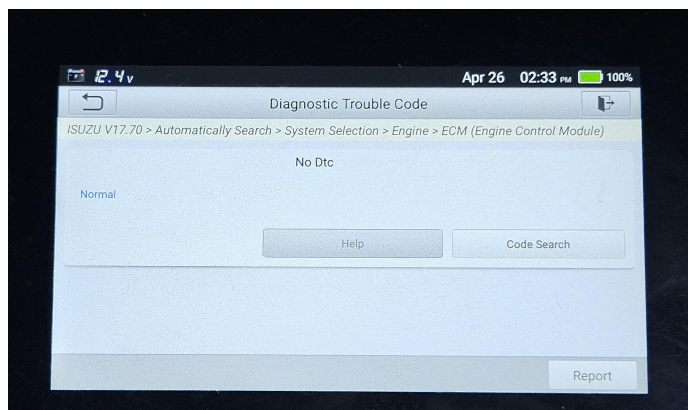 12.4v Apr 26 02:33 PM 100%
Diagnostic Trouble Code
ISUZU V17.70 > Automatically Search > System Selection > Engine > ECM (Engine Control Module)
No Dtc
Normal
Help Code Search
Report